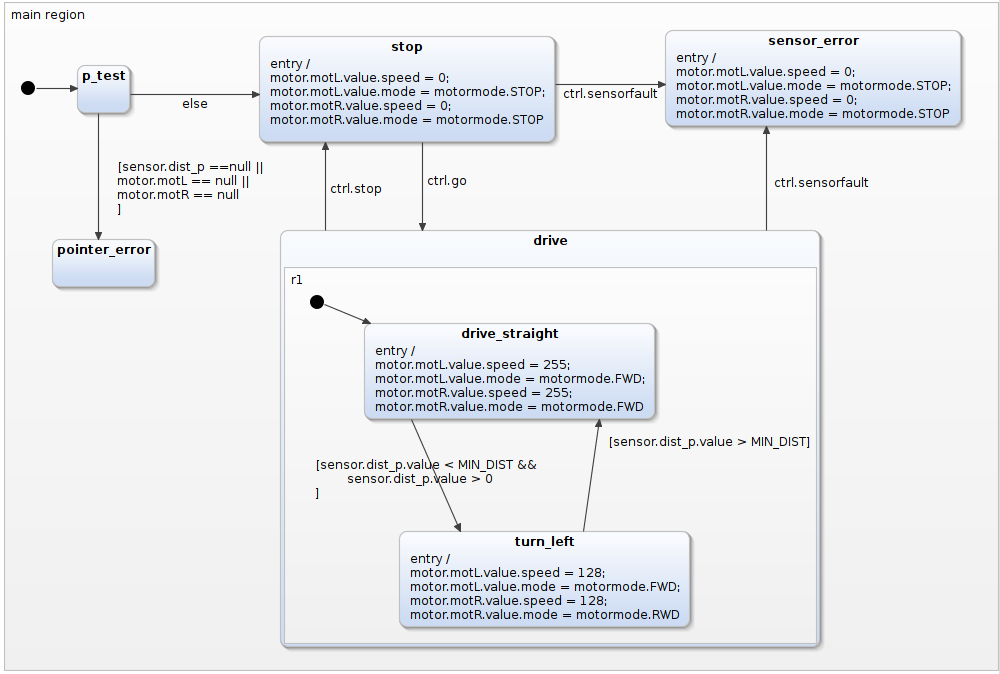 main region
p_test
else
[sensor.dist_p ==null ||
motor.motL == null ||
motor.motR == null
]
pointer_error
stop
entry /
motor.motL.value.speed = 0;
motor.motL.value.mode = motormode.STOP;
motor.motR.value.speed = 0;
motor.motR.value.mode = motormode.STOP
ctrl.sensorfault
sensor_error
entry /
motor.motL.value.speed = 0;
motor.motL.value.mode = motormode.STOP;
motor.motR.value.speed = 0;
motor.motR.value.mode = motormode.STOP
ctrl.stop
ctrl.go
ctrl.sensorfault
drive
r1
drive_straight
entry /
motor.motL.value.speed = 255;
motor.motL.value.mode = motormode.FWD;
motor.motR.value.speed = 255;
motor.motR.value.mode = motormode.FWD
[sensor.dist_p.value < MIN_DIST &&
sensor.dist_p.value > 0
]
[sensor.dist_p.value > MIN_DIST]
turn_left
entry /
motor.motL.value.speed = 128;
motor.motL.value.mode = motormode.FWD;
motor.motR.value.speed = 128;
motor.motR.value.mode = motormode.RWD